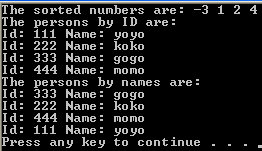 The sorted numbers are: -3 1 2 4
The persons by ID are:
Id: 111 Name: yoyo
Id: 222 Name: koko
Id: 333 Name: gogo
Id: 444 Name: momo
The persons by names are:
Id: 333 Name: gogo
Id: 222 Name: koko
Id: 444 Name: momo
Id: 111 Name: yoyo
Press any key to continue . . .